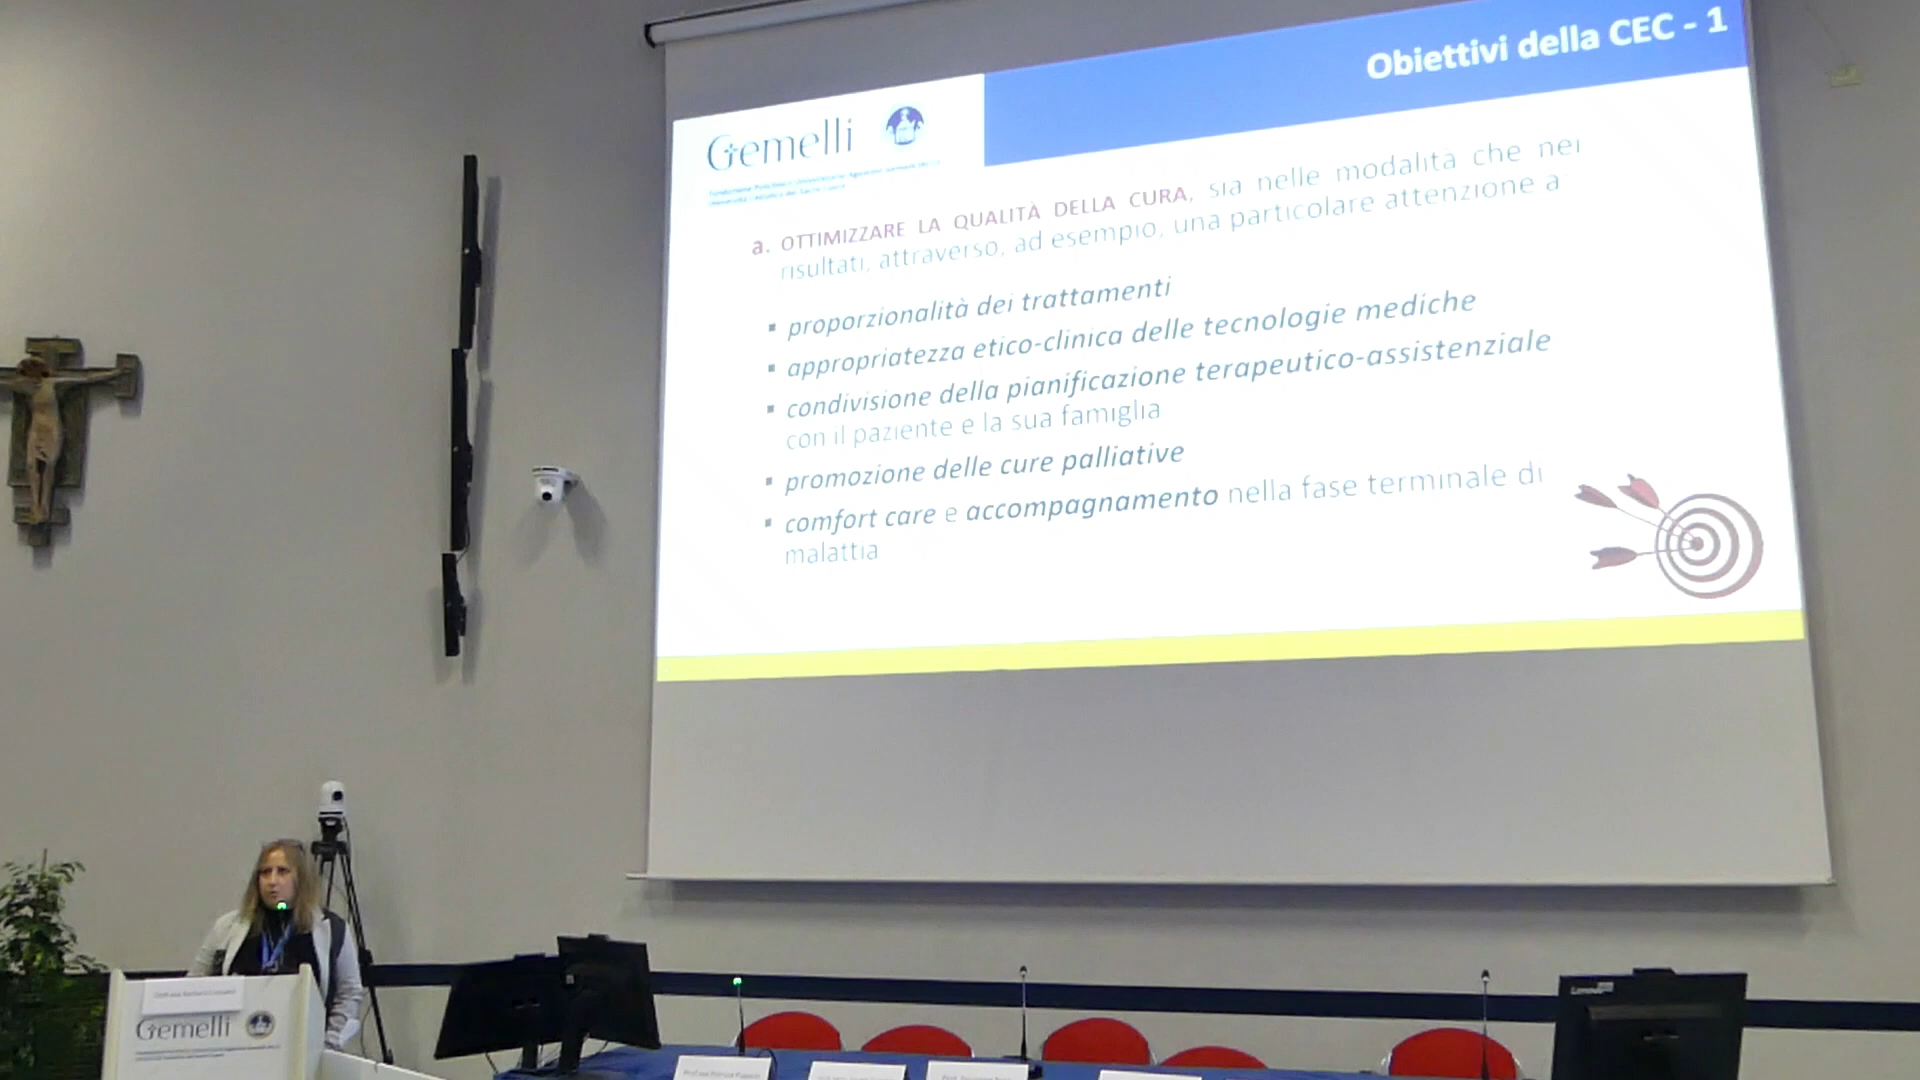 Obiettivi della CEC - 1
Gemelli
a. OTTIMIZZARE LA QUALITÀ DELLA CURA, sia nelle modalità che nei
risultati, attraverso, ad esempio, una particolare attenzione a
▪ proporzionalità dei trattamenti
▪ appropriatezza etico-clinica delle tecnologie mediche
▪ condivisione della pianificazione terapeutico-assistenziale
con il paziente e la sua famiglia
▪ promozione delle cure palliative
▪ comfort care e accompagnamento nella fase terminale di
malattia
Gemelli
Lenovo